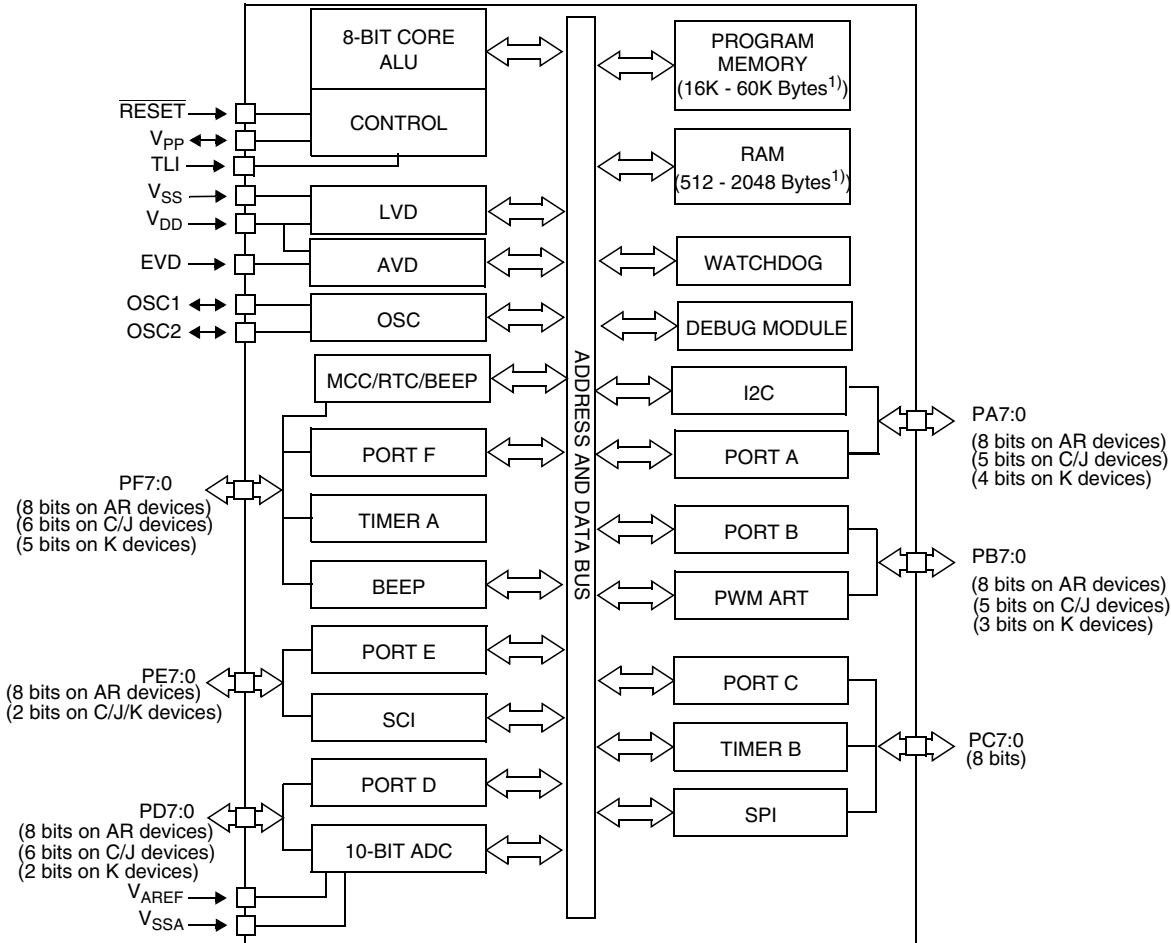 8-BIT CORE
ALU
CONTROL
RESET
VPP
TLI
VSS
VDD
EVD
OSC1
OSC2
LVD
AVD
OSC
MCC/RTC/BEEP
PORT F
TIMER A
BEEP
PF7:0
(8 bits on AR devices)
(6 bits on C/J devices)
(5 bits on K devices)
PORT E
SCI
PE7:0
(8 bits on AR devices)
(2 bits on C/J/K devices)
PORT D
10-BIT ADC
PD7:0
(8 bits on AR devices)
(6 bits on C/J devices)
(2 bits on K devices)
VAREF
VSSA
ADDRESS AND DATA BUS
PROGRAM
MEMORY
(16K - 60K Bytes1))
RAM
(512 - 2048 Bytes1))
WATCHDOG
DEBUG MODULE
I2C
PORT A
PA7:0
(8 bits on AR devices)
(5 bits on C/J devices)
(4 bits on K devices)
PORT B
PWM ART
PB7:0
(8 bits on AR devices)
(5 bits on C/J devices)
(3 bits on K devices)
PORT C
TIMER B
SPI
PC7:0
(8 bits)